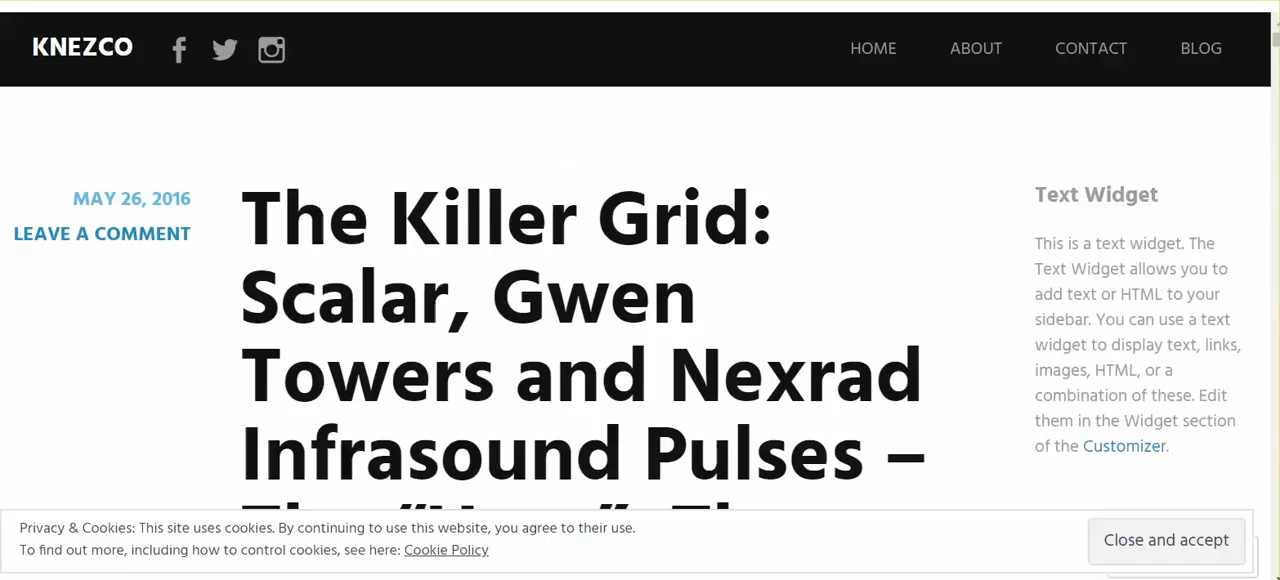 KNEZCO
HOME ABOUT CONTACT BLOG
MAY 26, 2016
LEAVE A COMMENT
The Killer Grid:
Scalar, Gwen
Towers and Nexrad
Infrasound Pulses –
Text Widget
This is a text widget. The
Text Widget allows you to
add text or HTML to your
sidebar. You can use a text
widget to display text, links,
images, HTML, or a
combination of these. Edit
them in the Widget section
of the Customizer.
Privacy & Cookies: This site uses cookies. By continuing to use this website, you agree to their use.
To find out more, including how to control cookies, see here: Cookie Policy
Close and accept